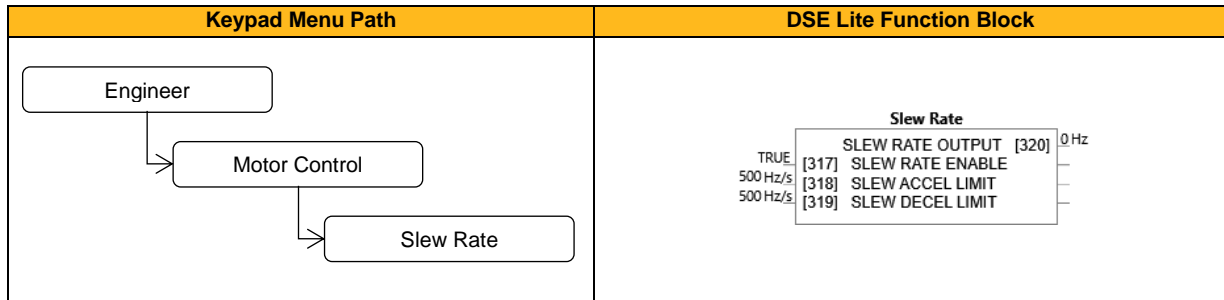 Keypad Menu Path
DSE Lite Function Block
Engineer
Motor Control
Slew Rate
Slew Rate
SLEW RATE OUTPUT [320] 0 Hz
TRUE [317] SLEW RATE ENABLE
500 Hz/s [318] SLEW ACCEL LIMIT
500 Hz/s [319] SLEW DECEL LIMIT